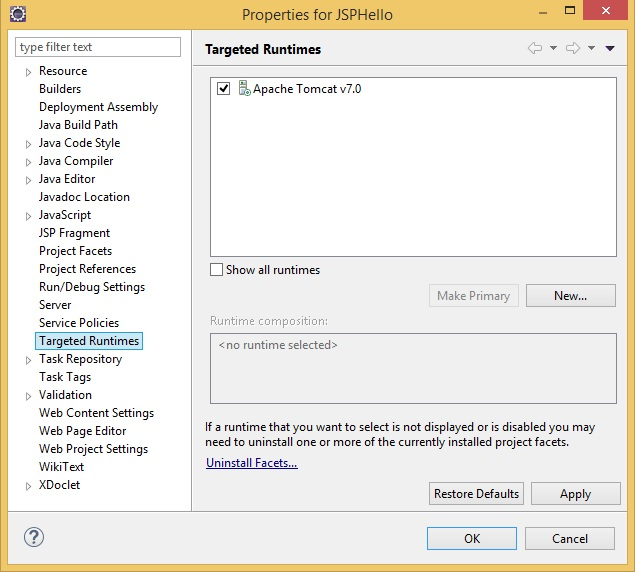 Properties for JSPHello
type filter text
Resource
Builders
Deployment Assembly
Java Build Path
Java Code Style
Java Compiler
Java Editor
Javadoc Location
JavaScript
JSP Fragment
Project Facets
Project References
Run/Debug Settings
Server
Service Policies
Targeted Runtimes
Task Repository
Task Tags
Validation
Web Content Settings
Web Page Editor
Web Project Settings
WikiText
XDoclet
Targeted Runtimes
Apache Tomcat v7.0
Show all runtimes
Make Primary
New...
Runtime composition:
<no runtime selected>
If a runtime that you want to select is not displayed or is disabled you may
need to uninstall one or more of the currently installed project facets.
Uninstall Facets...
Restore Defaults
Apply
OK
Cancel